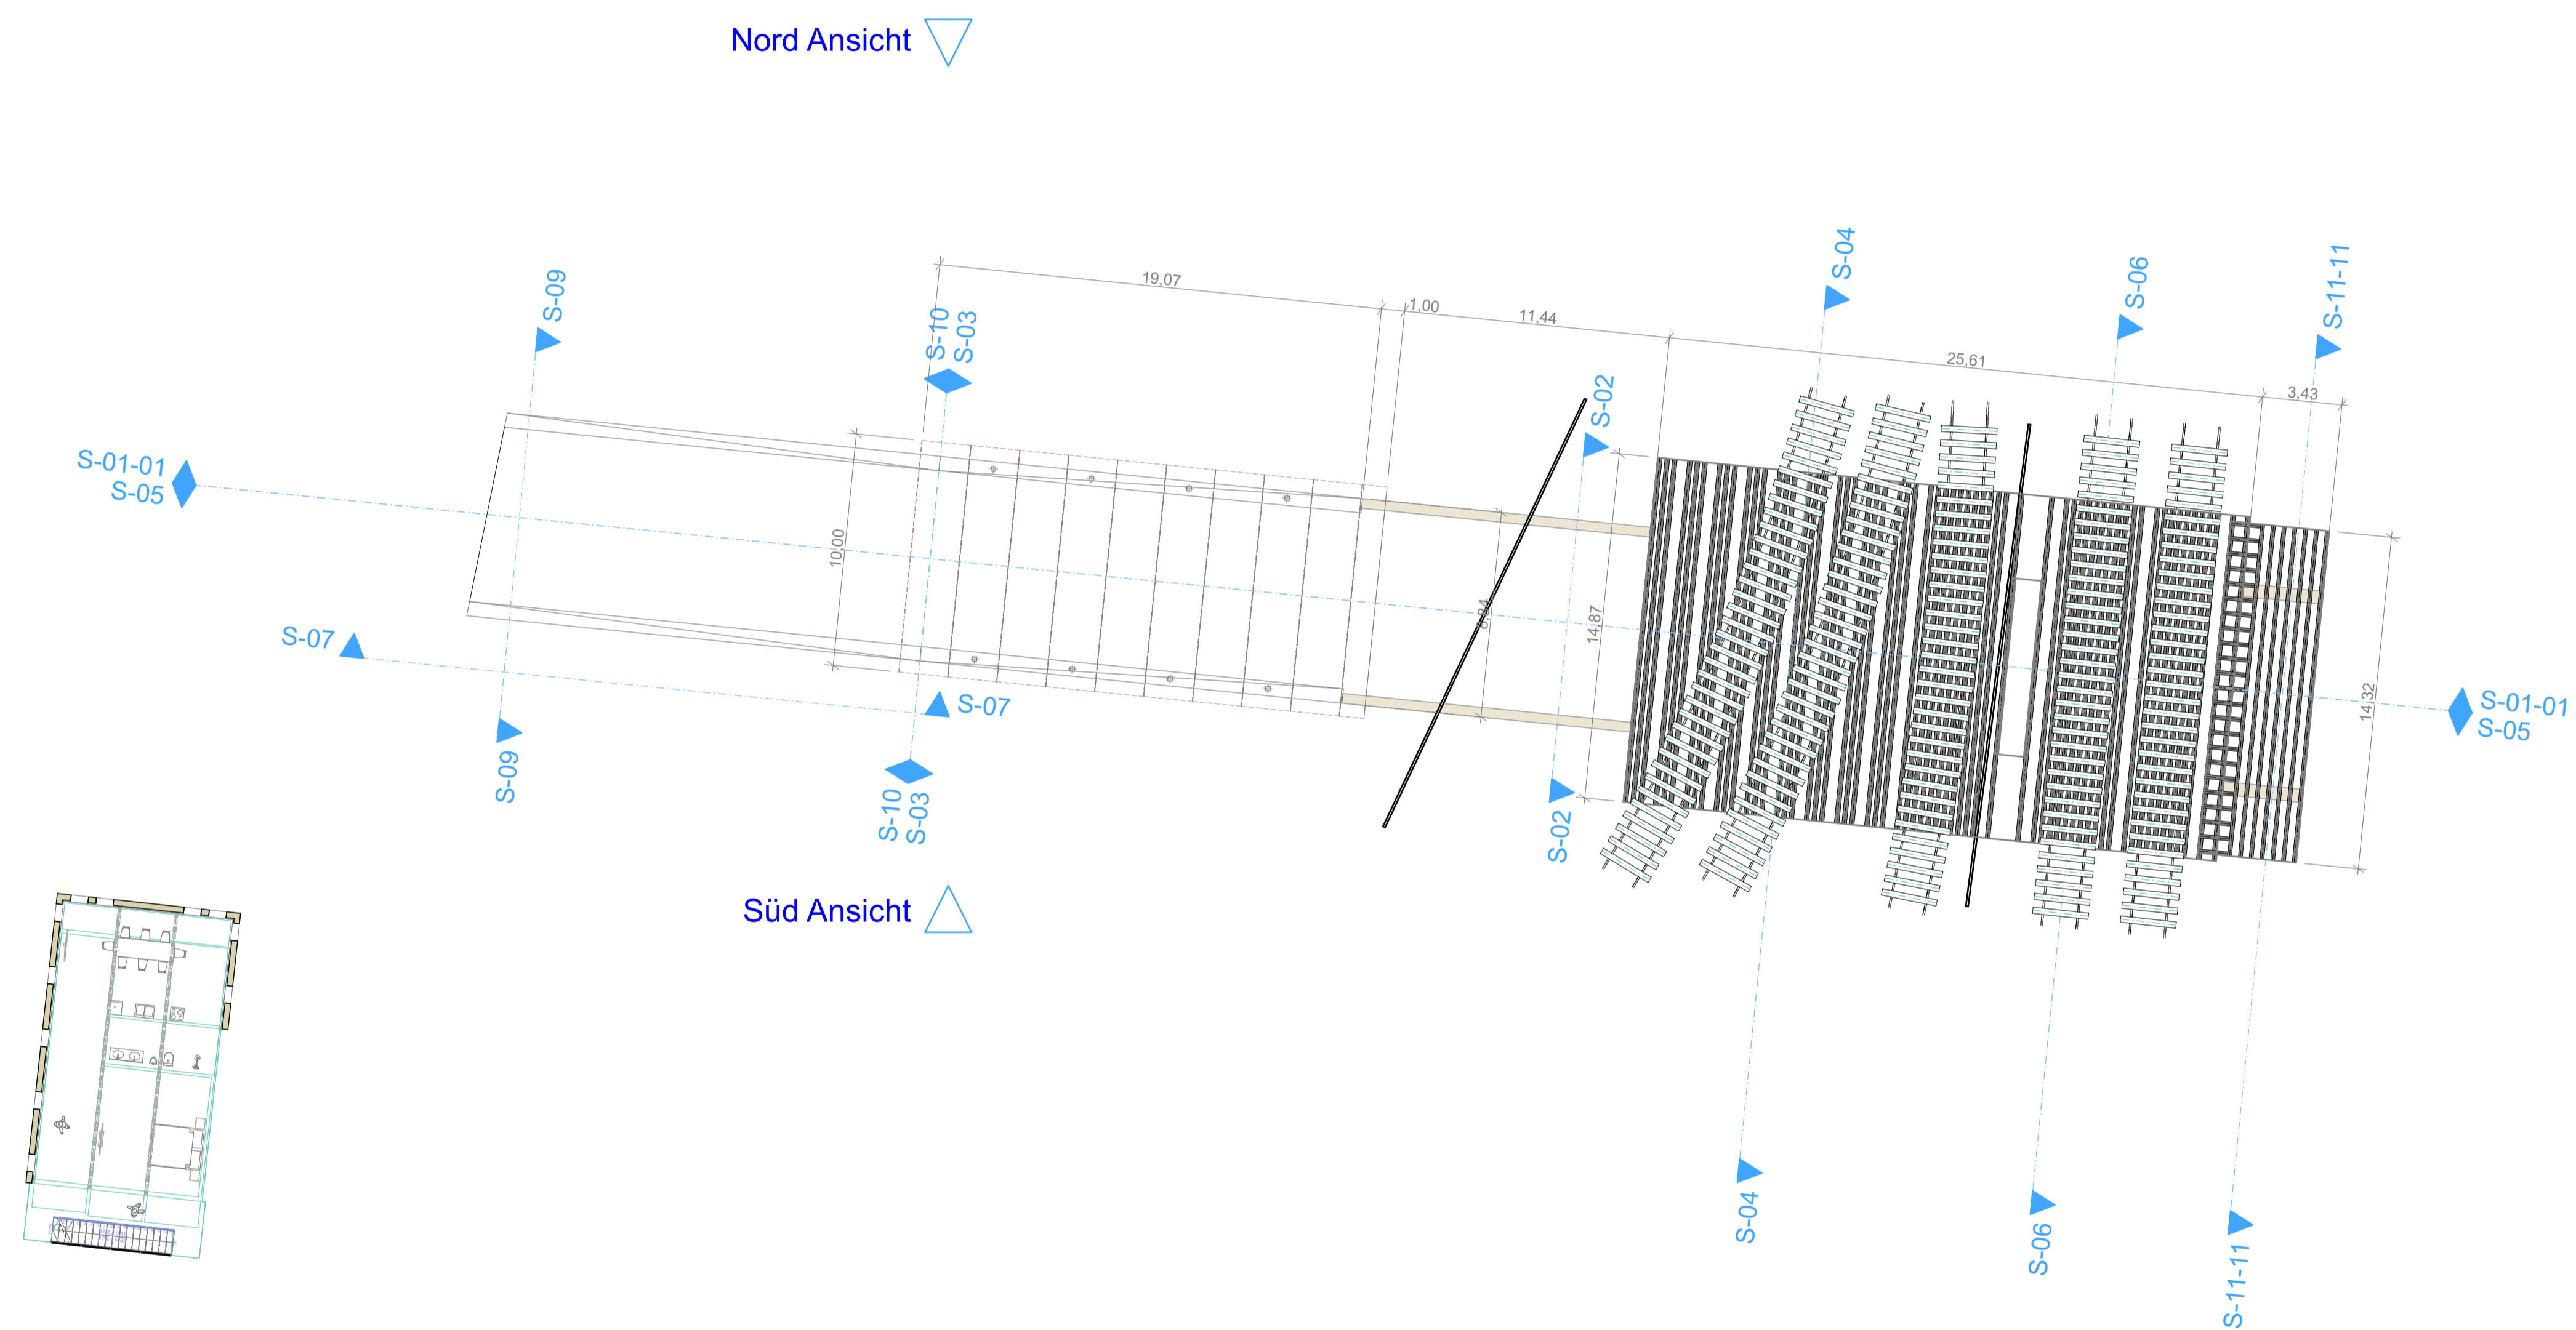 Nord Ansicht
S-04
S-06
S-11-11
S-09
19,07
1,00
11,44
S-10
S-03
25,61
3,43
S-02
S-01-01
S-05
10,00
14,87
S-07
S-07
14,32
S-01-01
S-05
S-09
S-10
S-03
S-02
Süd Ansicht
S-04
S-06
S-11-11